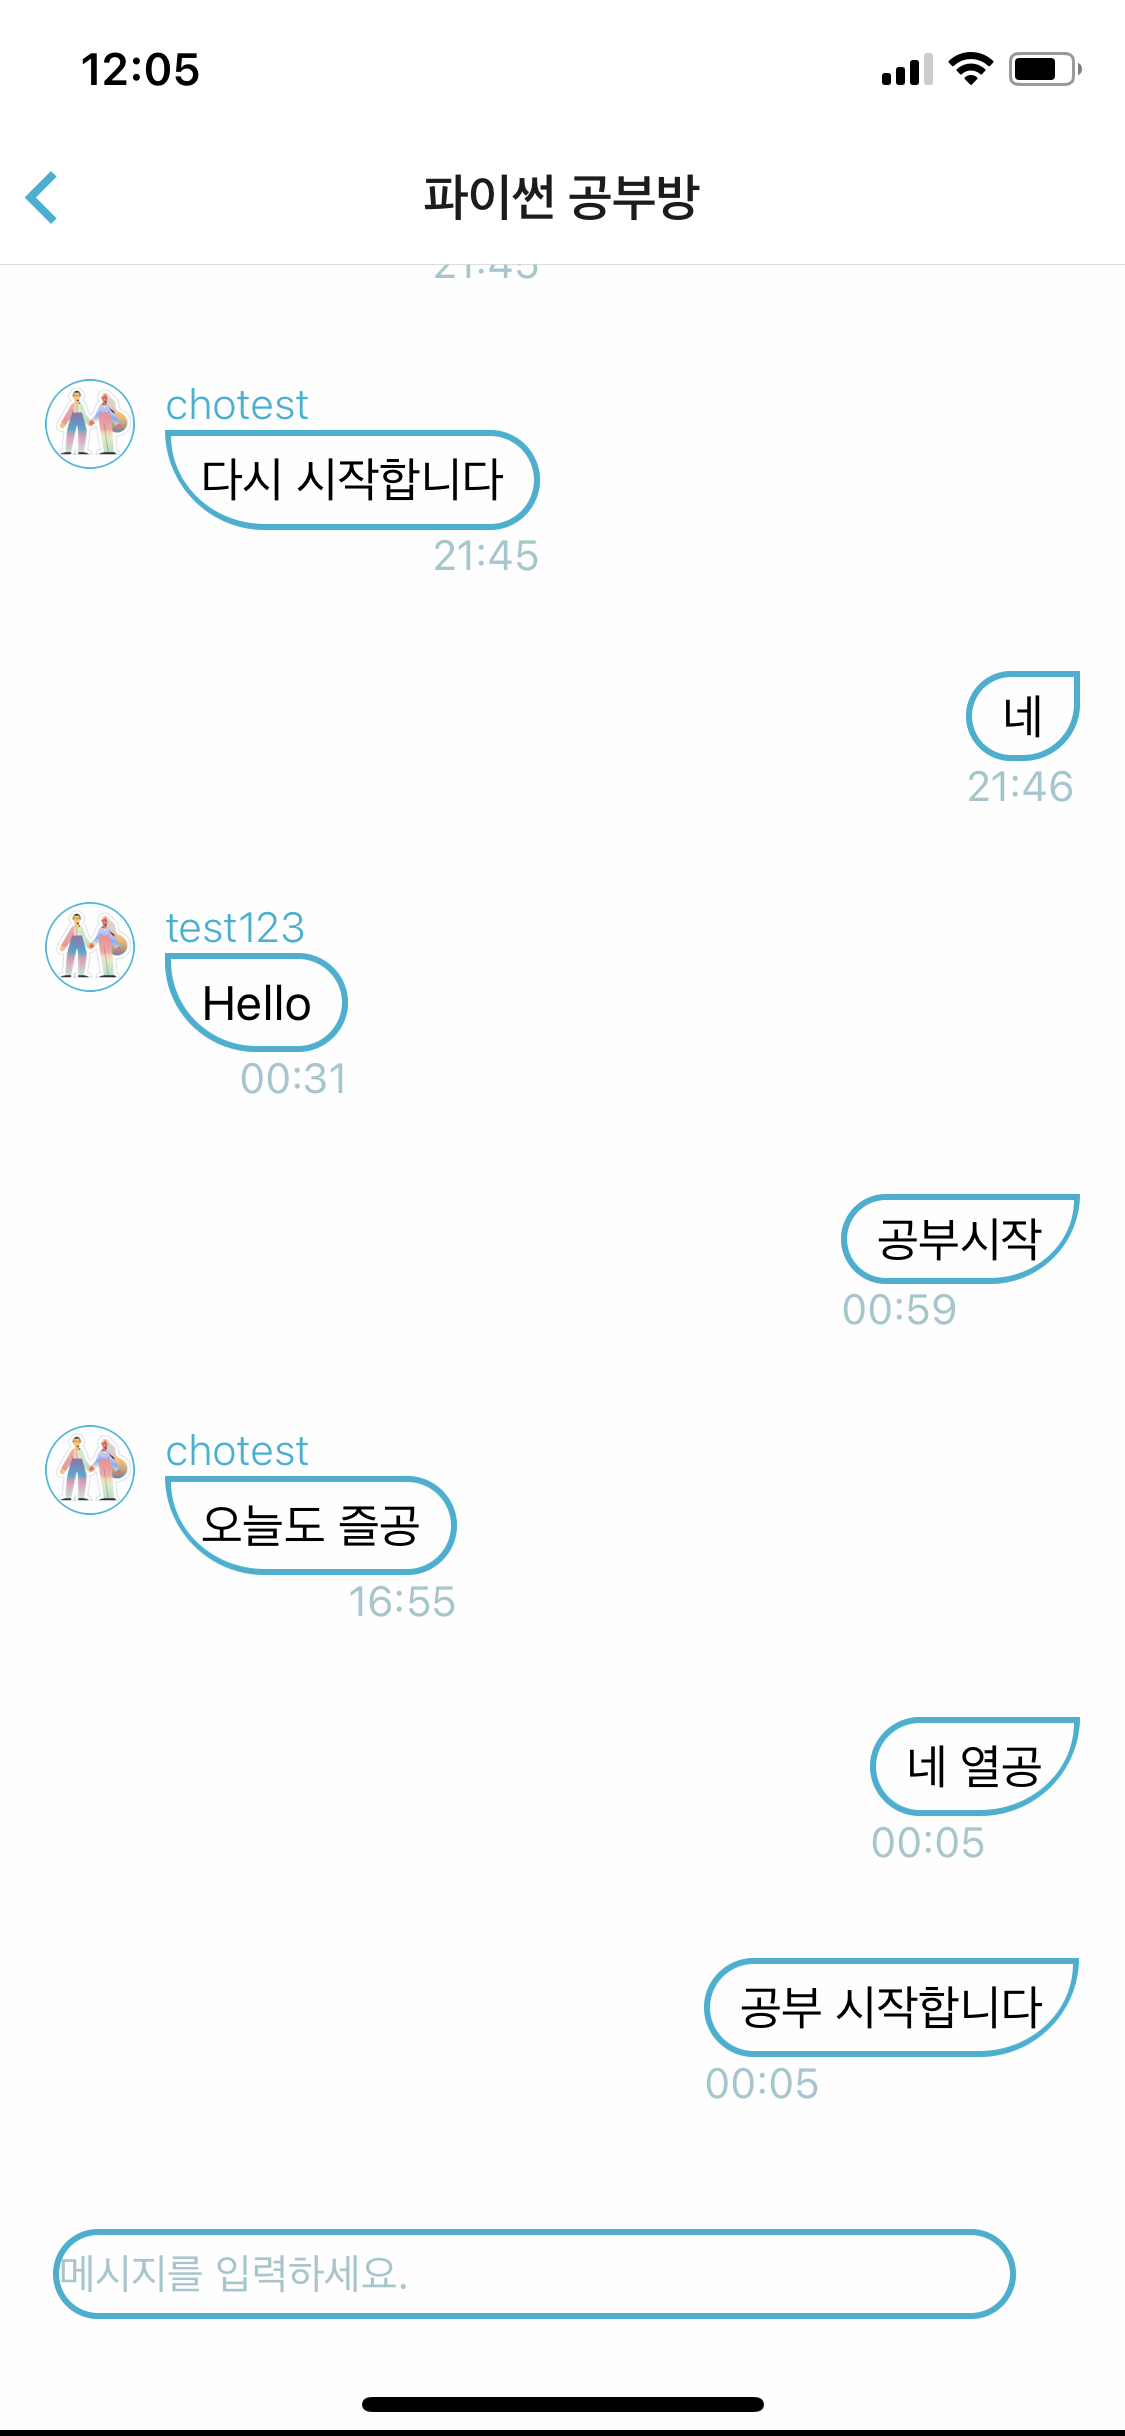 12:05
파이썬 공부방
21:45
chotest
다시 시작합니다
21:45
네
21:46
test123
Hello
00:31
공부시작
00:59
chotest
오늘도 즐공
16:55
네 열공
00:05
공부 시작합니다
00:05
메시지를 입력하세요.